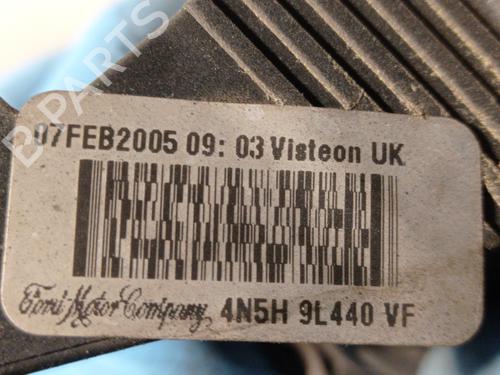 B-PARTS
07FEB2005 09: 03 Visteon UK
Ford Motor Company 4N5H 9L440 VF